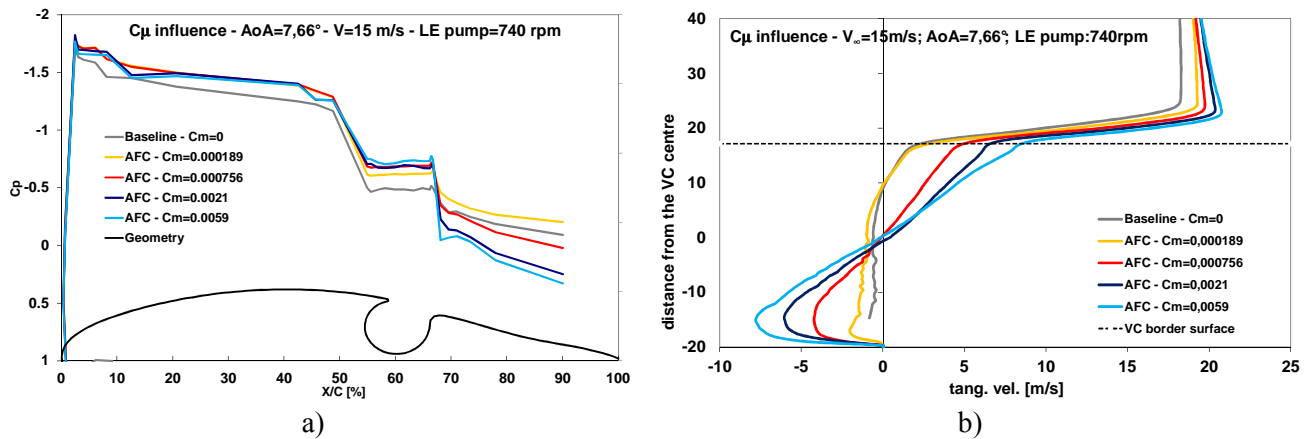 Cμ influence - AoA=7,66° - V=15 m/s - LE pump=740 rpm
-2
-1.5
-1
-0.5
0
0.5
1
Cp
Baseline - Cm=0
AFC - Cm=0.000189
AFC - Cm=0.000756
AFC - Cm=0.0021
AFC - Cm=0.0059
Geometry
0 10 20 30 40 50 60 70 80 90 100
X/C [%]
a)
Cμ influence - V∞=15m/s; AoA=7,66°; LE pump:740rpm
40
30
20
10
0
-10
-20
distance from the VC centre
Baseline - Cm=0
AFC - Cm=0,000189
AFC - Cm=0,000756
AFC - Cm=0,0021
AFC - Cm=0,0059
VC border surface
-10 -5 0 5 10 15 20 25
tang. vel. [m/s]
b)